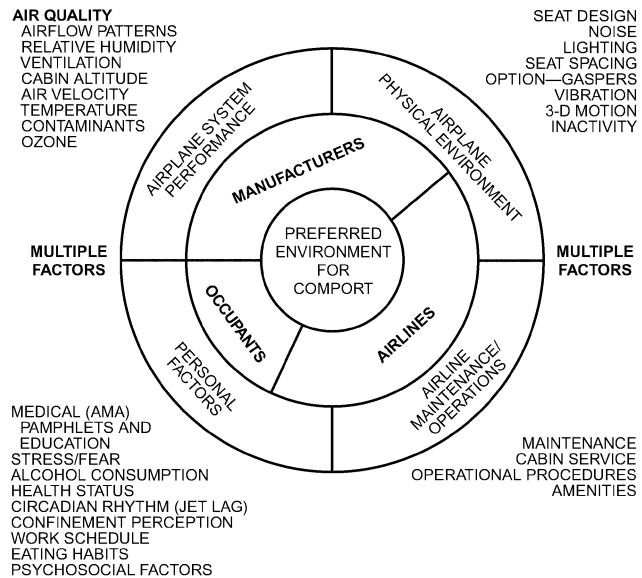 AIR QUALITY
AIRFLOW PATTERNS
RELATIVE HUMIDITY
VENTILATION
CABIN ALTITUDE
AIR VELOCITY
TEMPERATURE
CONTAMINANTS
OZONE
SEAT DESIGN
NOISE
LIGHTING
SEAT SPACING
OPTION—GASPERS
VIBRATION
3-D MOTION
INACTIVITY
AIRPLANE SYSTEM
PERFORMANCE
AIRPLANE
PHYSICAL ENVIRONMENT
MANUFACTURERS
PREFERRED
ENVIRONMENT
FOR
COMPORT
MULTIPLE
FACTORS
MULTIPLE
FACTORS
OCCUPANTS
AIRLINES
PERSONAL
FACTORS
AIRLINE
MAINTENANCE/
OPERATIONS
MEDICAL (AMA)
PAMPHLETS AND
EDUCATION
STRESS/FEAR
ALCOHOL CONSUMPTION
HEALTH STATUS
CIRCADIAN RHYTHM (JET LAG)
CONFINEMENT PERCEPTION
WORK SCHEDULE
EATING HABITS
PSYCHOSOCIAL FACTORS
MAINTENANCE
CABIN SERVICE
OPERATIONAL PROCEDURES
AMENITIES